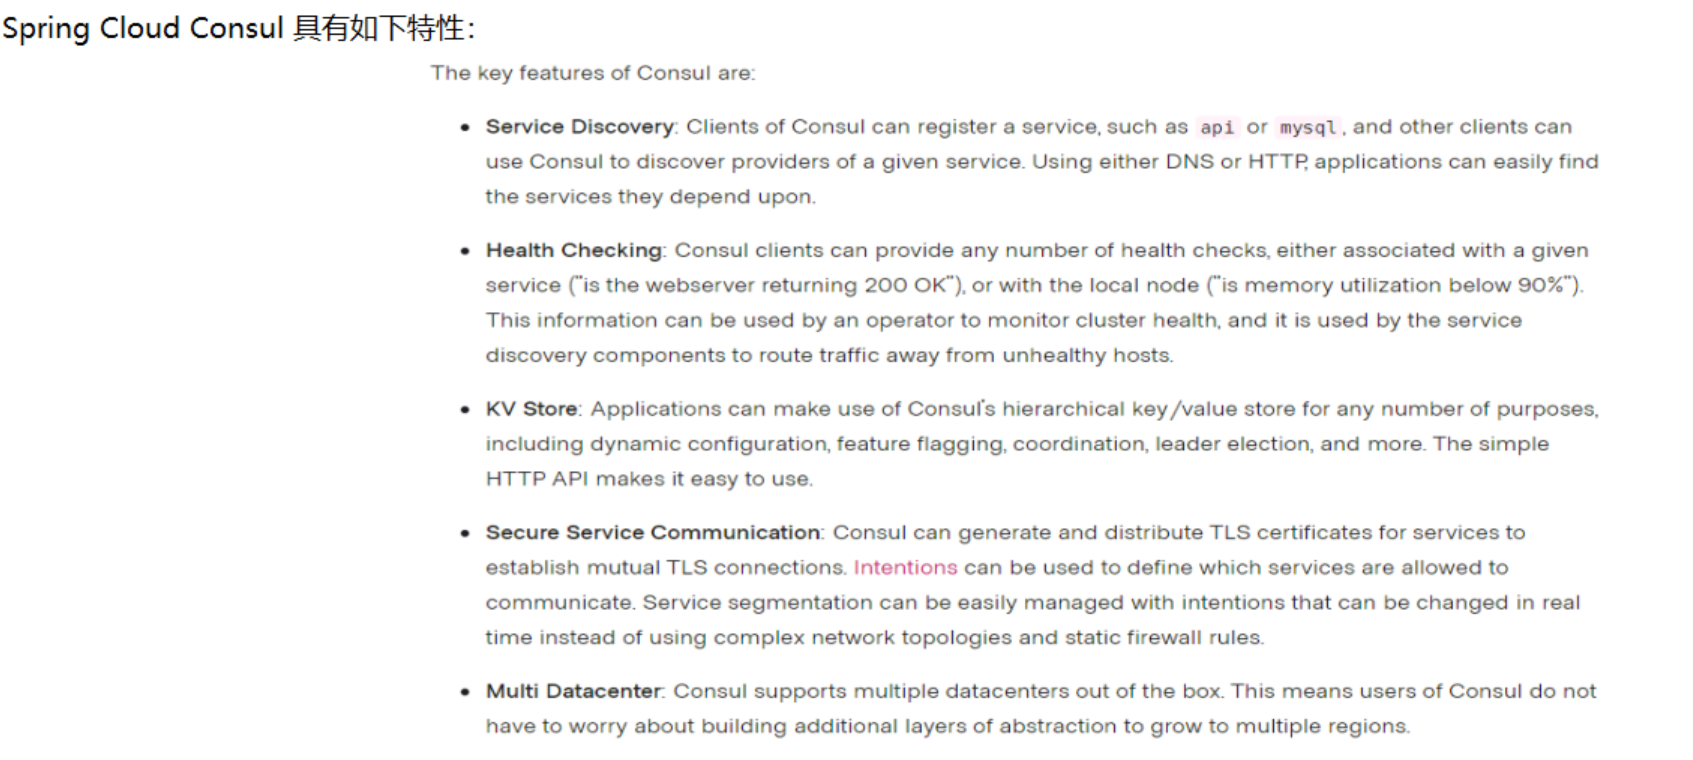 Spring Cloud Consul 具有如下特性：
The key features of Consul are:
• Service Discovery: Clients of Consul can register a service, such as api or mysql, and other clients can
use Consul to discover providers of a given service. Using either DNS or HTTP, applications can easily find
the services they depend upon.
• Health Checking: Consul clients can provide any number of health checks, either associated with a given
service ("is the webserver returning 200 OK"), or with the local node ("is memory utilization below 90%").
This information can be used by an operator to monitor cluster health, and it is used by the service
discovery components to route traffic away from unhealthy hosts.
• KV Store: Applications can make use of Consul's hierarchical key/value store for any number of purposes,
including dynamic configuration, feature flagging, coordination, leader election, and more. The simple
HTTP API makes it easy to use.
• Secure Service Communication: Consul can generate and distribute TLS certificates for services to
establish mutual TLS connections. Intentions can be used to define which services are allowed to
communicate. Service segmentation can be easily managed with intentions that can be changed in real
time instead of using complex network topologies and static firewall rules.
• Multi Datacenter: Consul supports multiple datacenters out of the box. This means users of Consul do not
have to worry about building additional layers of abstraction to grow to multiple regions.